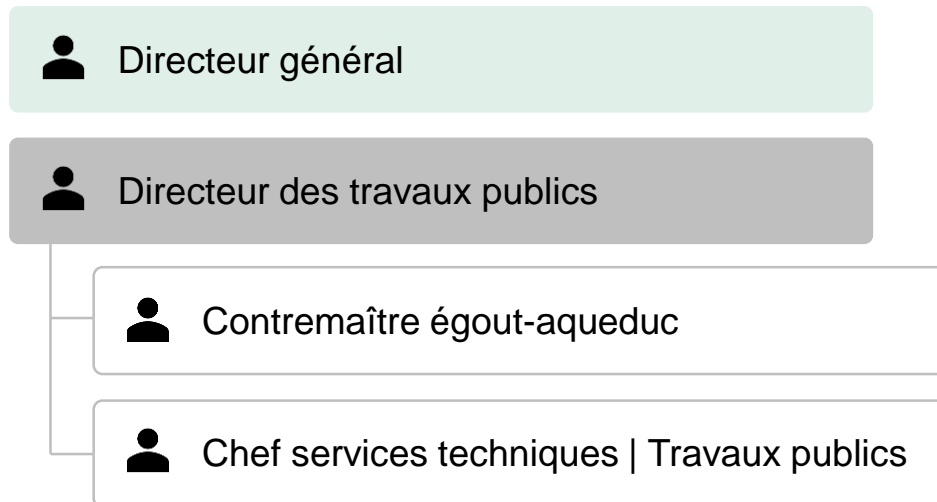 Directeur général
Directeur des travaux publics
Contremaître égout-aqueduc
Chef services techniques | Travaux publics